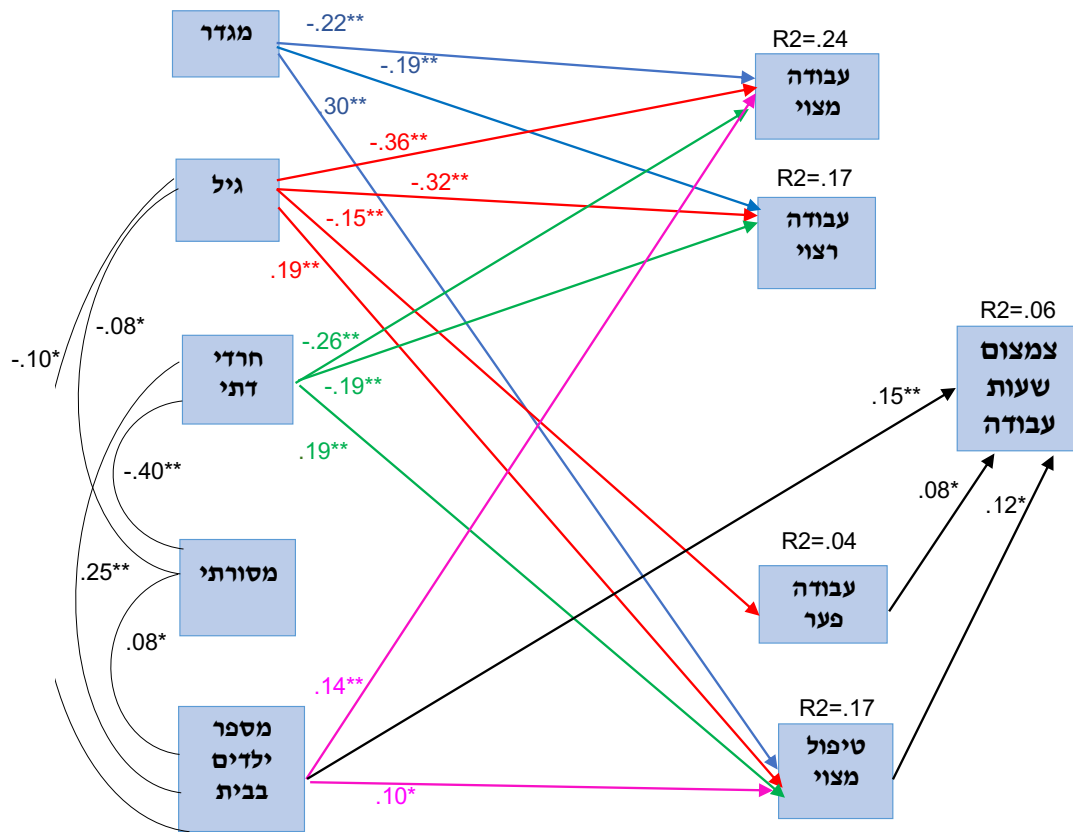 -.22**
מגדר
R2=.24
-.19**
עבודה
מצוי
.30**
-.36**
גיל
-.32**
R2=.17
-.15**
עבודה
רצוי
.19**
-.08*
-.10*
חרדי
דתי
-.26**
-.19**
R2=.06
צמצום
שעות
עבודה
.15**
.19**
-.40**
.08*
.12*
מסורתי
R2=.04
.25**
עבודה
פער
.08*
.14**
R2=.17
מספר
ילדים
בבית
טיפול
מצוי
.10*